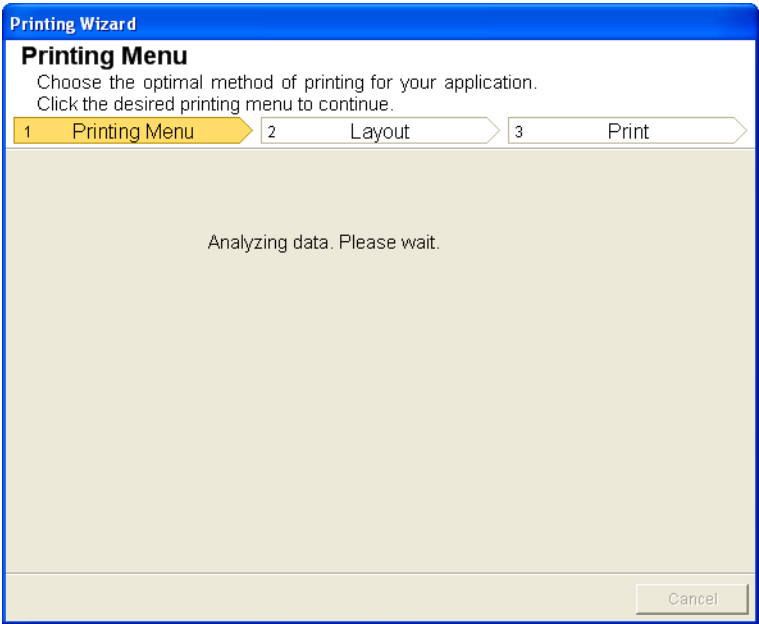 Printing Wizard
Printing Menu
Choose the optimal method of printing for your application.
Click the desired printing menu to continue.
1 Printing Menu 2 Layout 3 Print
Analyzing data. Please wait.
Cancel